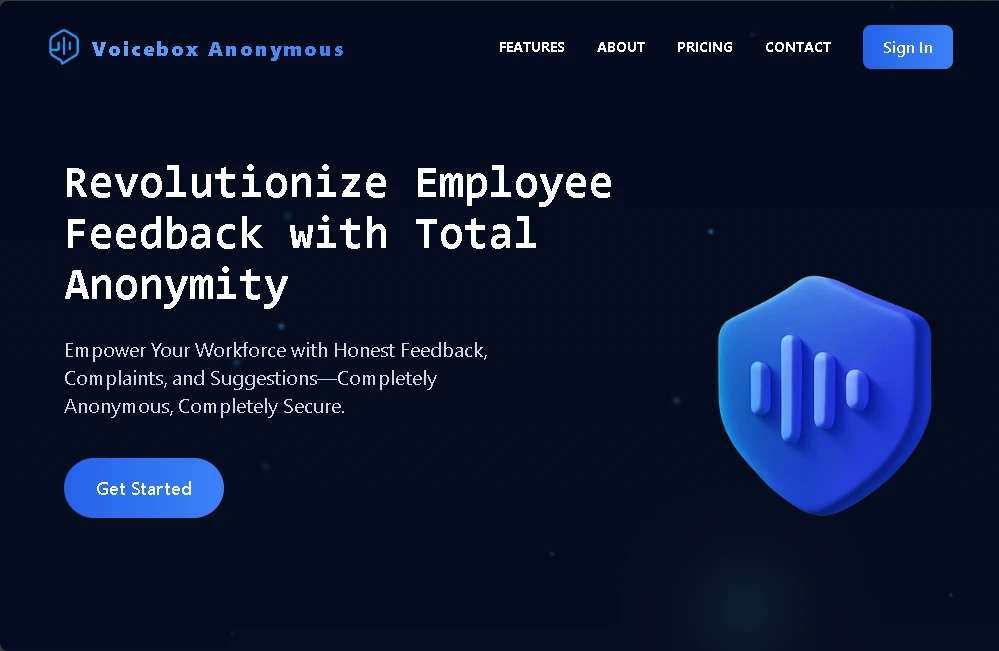 Voicebox Anonymous
FEATURES
ABOUT
PRICING
CONTACT
Sign In
Revolutionize Employee
Feedback with Total
Anonymity
Empower Your Workforce with Honest Feedback,
Complaints, and Suggestions—Completely
Anonymous, Completely Secure.
Get Started